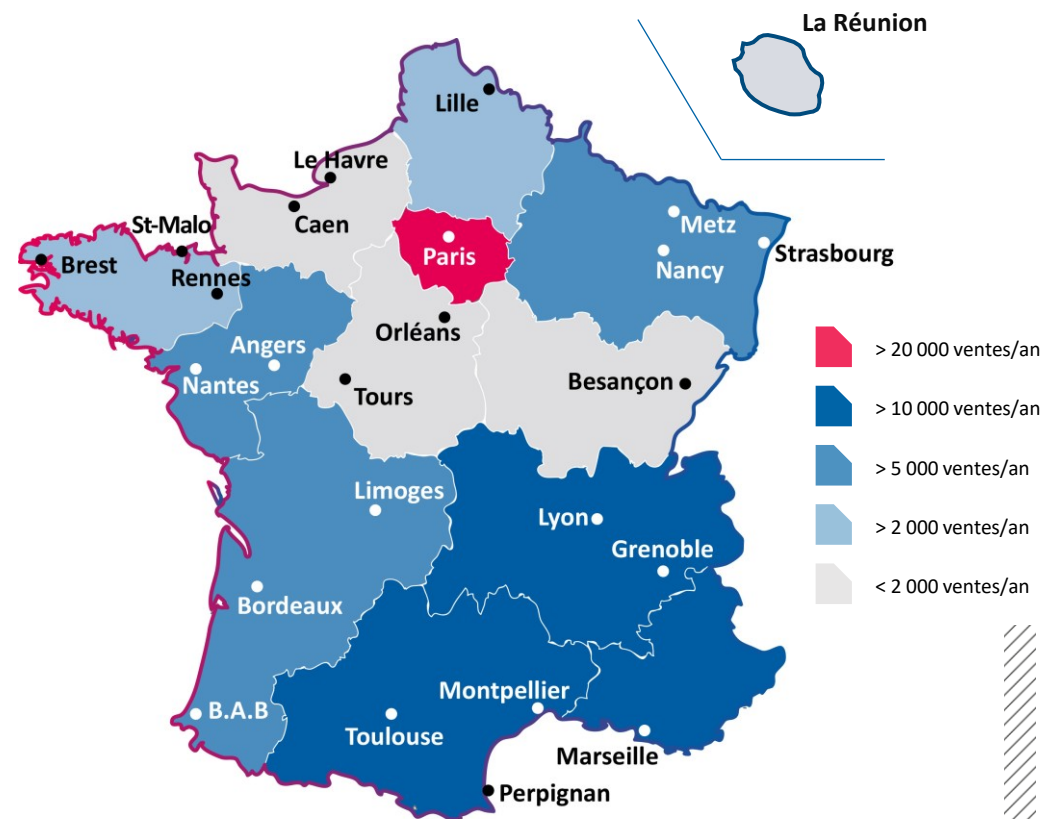 La Réunion
Lille
Le Havre
Caen
St-Malo
Brest
Rennes
Paris
Metz
Nancy
Strasbourg
Orléans
Angers
Nantes
Tours
Besançon
> 20 000 ventes/an
> 10 000 ventes/an
> 5 000 ventes/an
> 2 000 ventes/an
< 2 000 ventes/an
Limoges
Lyon
Grenoble
Bordeaux
Montpellier
B.A.B
Toulouse
Marseille
Perpignan